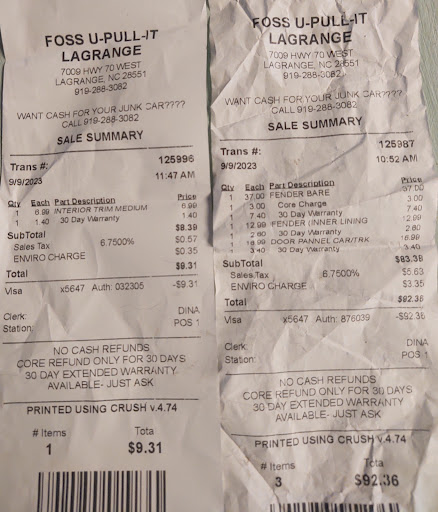 FOSS U-PULL-IT
LAGRANGE
7009 HWY 70 WEST
LAGRANGE, NC 28551
919-288-3082
WANT CASH FOR YOUR JUNK CAR????
CALL 919-288-3082
SALE SUMMARY
Trans #: 125996
9/9/2023 11:47 AM
Qty Each Part Description Price
1 6.99 INTERIOR TRIM MEDIUM 6.99
1 1.40 30 Day Warranty 1.40
SubTotal $8.39
Sales Tax 6.7500% $0.57
ENVIRO CHARGE $0.35
Total $9.31
Visa x5647 Auth: 032305 -$9.31
Clerk: DINA
Station: POS 1
NO CASH REFUNDS
CORE REFUND ONLY FOR 30 DAYS
30 DAY EXTENDED WARRANTY
AVAILABLE- JUST ASK
PRINTED USING CRUSH v.4.74
# Items Tota
1 $9.31
FOSS U-PULL-IT
LAGRANGE
7009 HWY 70 WEST
LAGRANGE, NC 28551
919-288-3082
WANT CASH FOR YOUR JUNK CAR????
CALL 919-288-3082
SALE SUMMARY
Trans #: 125987
9/9/2023 10:52 AM
Qty Each Part Description Price
1 37.00 FENDER BARE 37.00
1 3.00 Core Charge 3.00
1 7.40 30 Day Warranty 7.40
1 12.99 FENDER (INNER LINING 12.99
1 2.60 30 Day Warranty 2.60
1 16.99 DOOR PANNEL CAR/TRK 16.99
1 3.40 30 Day Warranty 3.40
SubTotal $83.38
Sales Tax 6.7500% $5.63
ENVIRO CHARGE $3.35
Total $92.36
Visa x5647 Auth: 876039 -$92.36
Clerk: DINA
Station: POS 1
NO CASH REFUNDS
CORE REFUND ONLY FOR 30 DAYS
30 DAY EXTENDED WARRANTY
AVAILABLE- JUST ASK
PRINTED USING CRUSH v.4.74
# Items Tota
3 $92.36